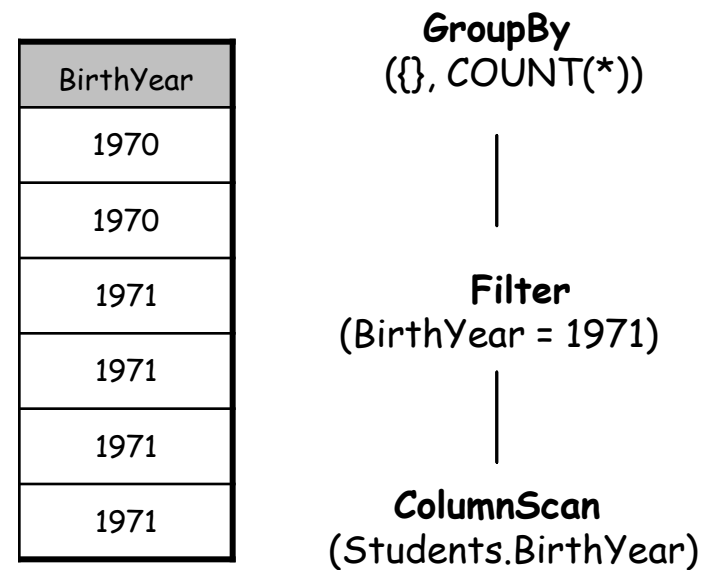 BirthYear
1970
1970
1971
1971
1971
1971
GroupBy
({}, COUNT(*))
Filter
(BirthYear = 1971)
ColumnScan
(Students.BirthYear)